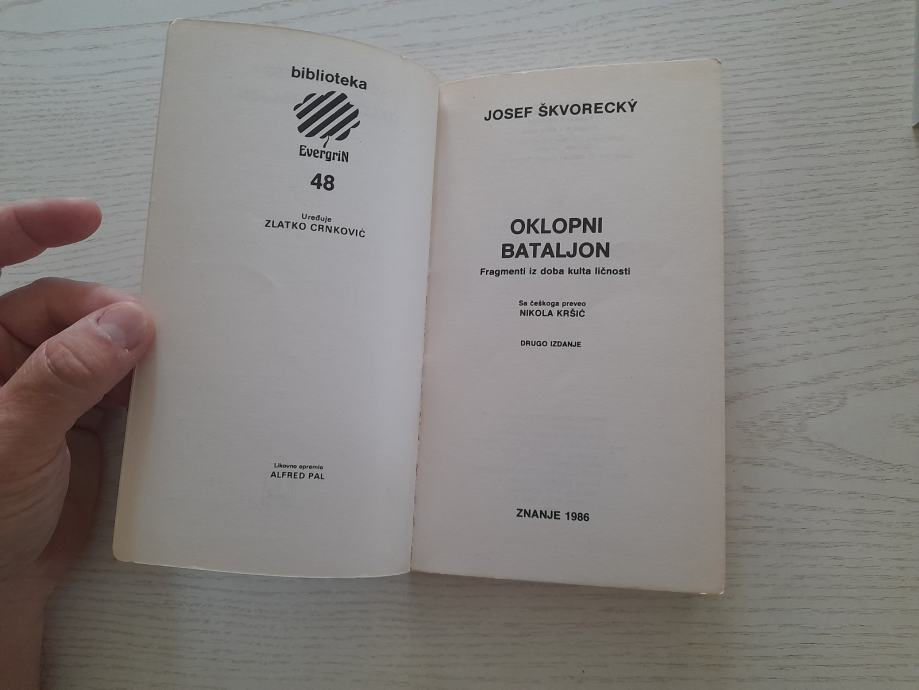 biblioteka
EvergriN
48
Uređuje
ZLATKO CRNKOVIĆ
Likovno opremio
ALFRED PAL
JOSEF ŠKVORECKÝ
OKLOPNI
BATALJON
Fragmenti iz doba kulta ličnosti
Sa češkoga preveo
NIKOLA KRŠIĆ
DRUGO IZDANJE
ZNANJE 1986